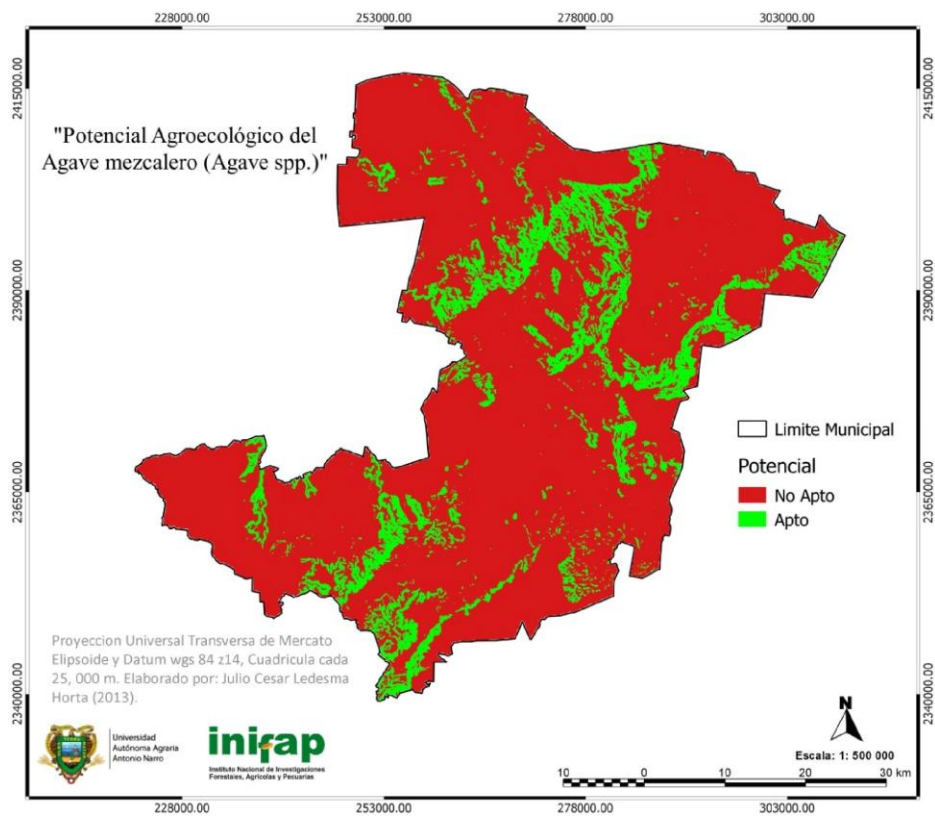 228000.00 253000.00 278000.00 303000.00
2415000.00
2390000.00
2365000.00
2340000.00
"Potencial Agroecológico del
Agave mezcalero (Agave spp.)"
2415000.00
2390000.00
2365000.00
2340000.00
Limite Municipal
Potencial
No Apto
Apto
Proyeccion Universal Transversa de Mercato
Elipsoide y Datum wgs 84 z14, Cuadricula cada
25, 000 m. Elaborado por: Julio Cesar Ledesma
Horta (2013).
Universidad
Autónoma Agraria
Antonio Narro
inifap
Instituto Nacional de Investigaciones
Forestales, Agrícolas y Pecuarias
N
Escala: 1: 500 000
10 0 10 20 30 km
228000.00 253000.00 278000.00 303000.00